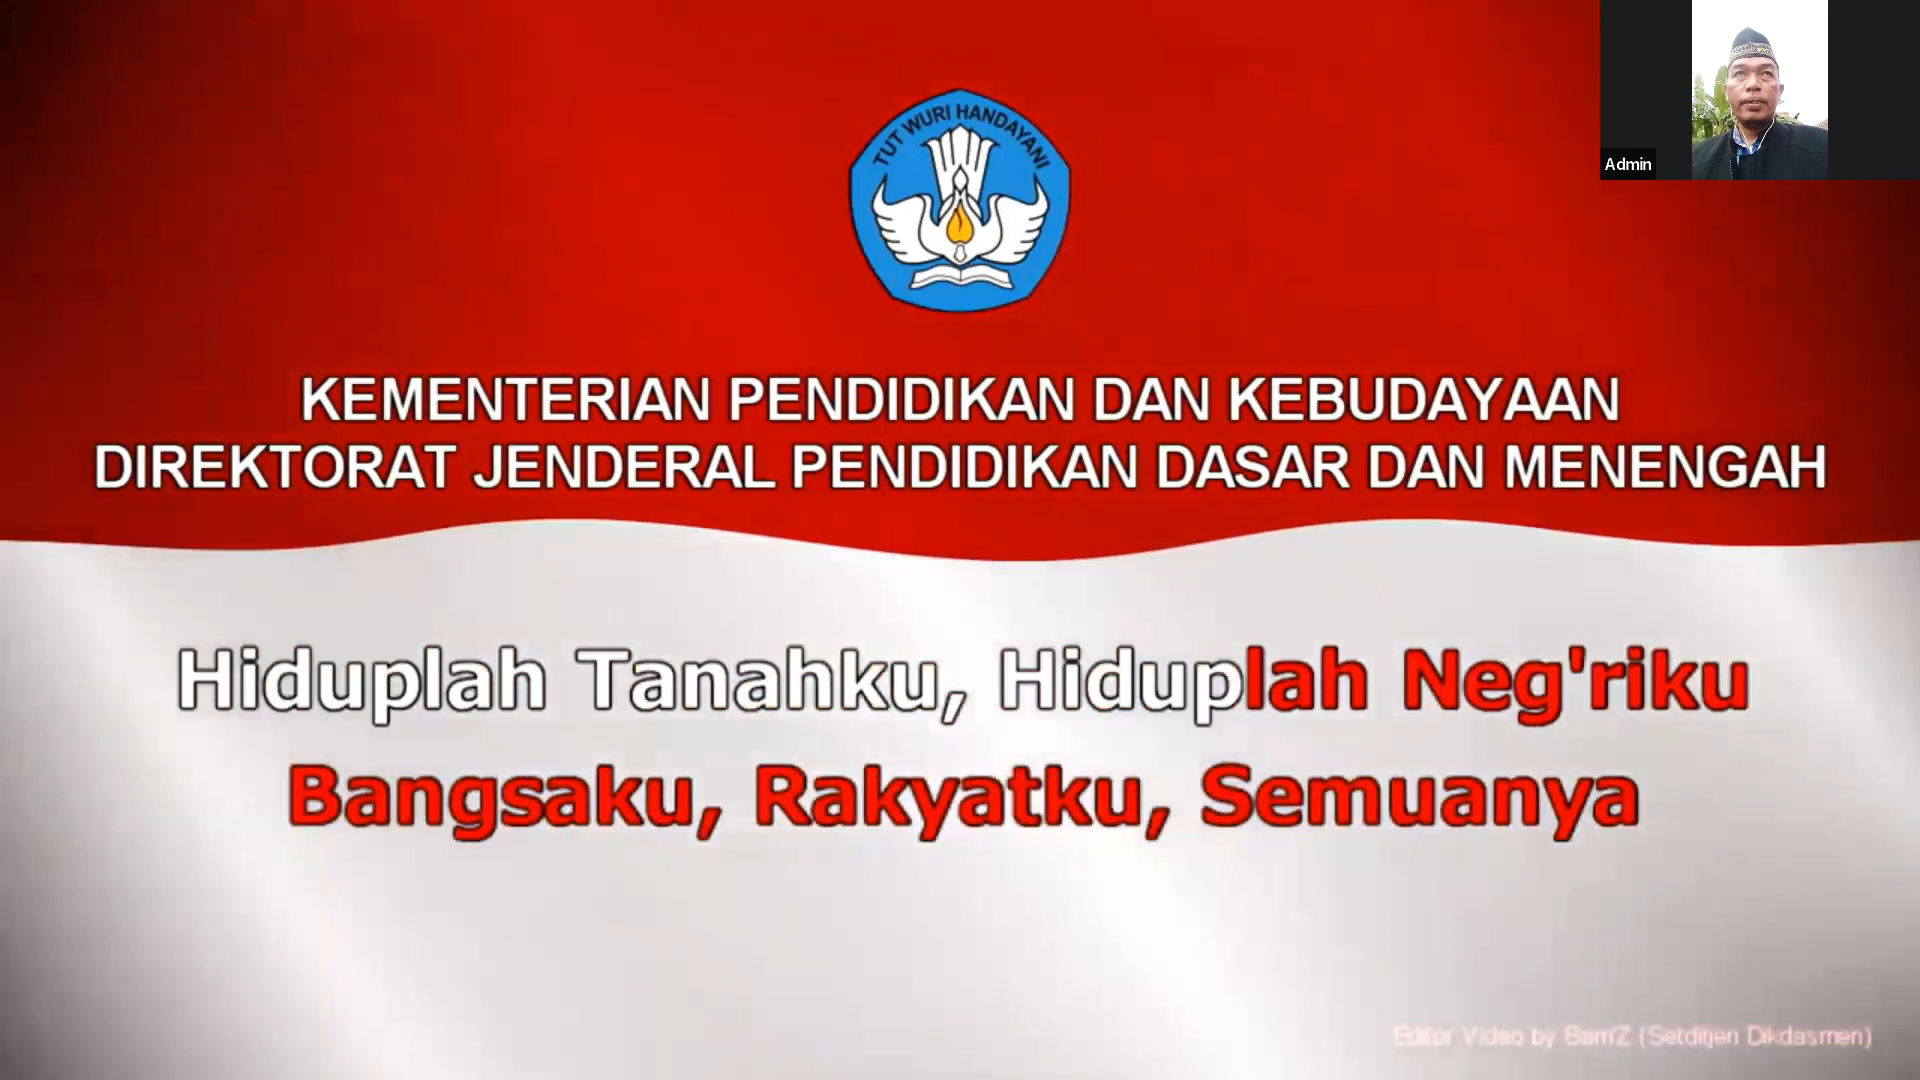 Admin
TUT WURI HANDAYANI
KEMENTERIAN PENDIDIKAN DAN KEBUDAYAAN
DIREKTORAT JENDERAL PENDIDIKAN DASAR DAN MENENGAH
Hiduplah Tanahku, Hiduplah Neg'riku
Bangsaku, Rakyatku, Semuanya
Editor Video by Bam'Z (Setditjen Dikdasmen)